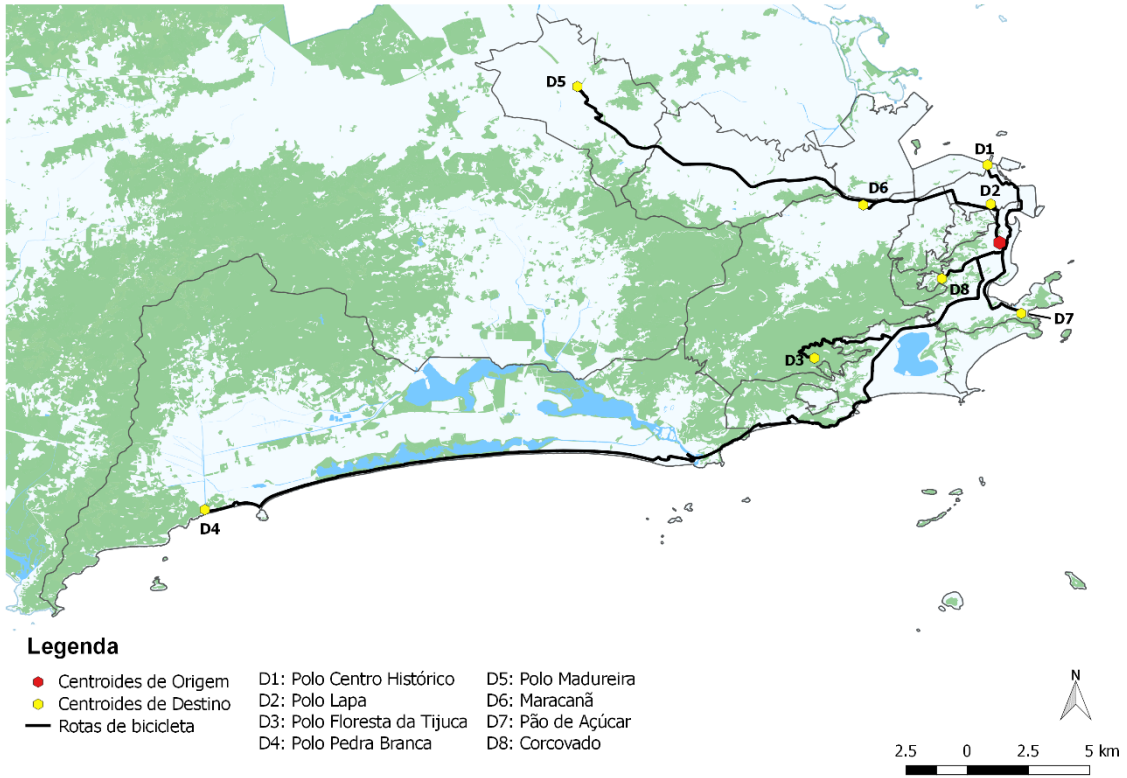 D5
D1
D6
D2
D8
D7
D3
D4
Legenda
Centroides de Origem
Centroides de Destino
Rotas de bicicleta
D1: Polo Centro Histórico
D2: Polo Lapa
D3: Polo Floresta da Tijuca
D4: Polo Pedra Branca
D5: Polo Madureira
D6: Maracanã
D7: Pão de Açúcar
D8: Corcovado
N
2.5 0 2.5 5 km